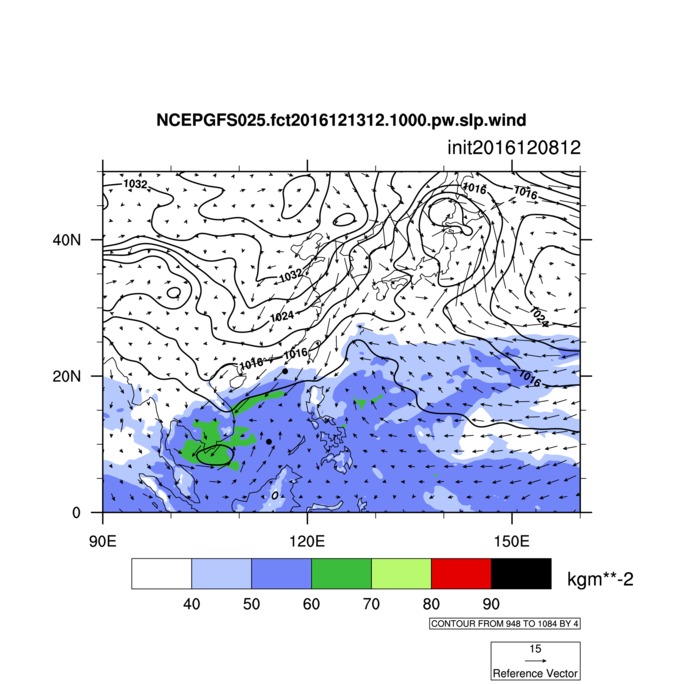 NCEPGFS025.fct2016121312.1000.pw.slp.wind
init2016120812
1032
1016
1016
40N
1032
1024
1024
1016
1016
20N
1016
0
0
90E
120E
150E
40
50
60
70
80
90
kgm**-2
CONTOUR FROM 948 TO 1084 BY 4
15
Reference Vector